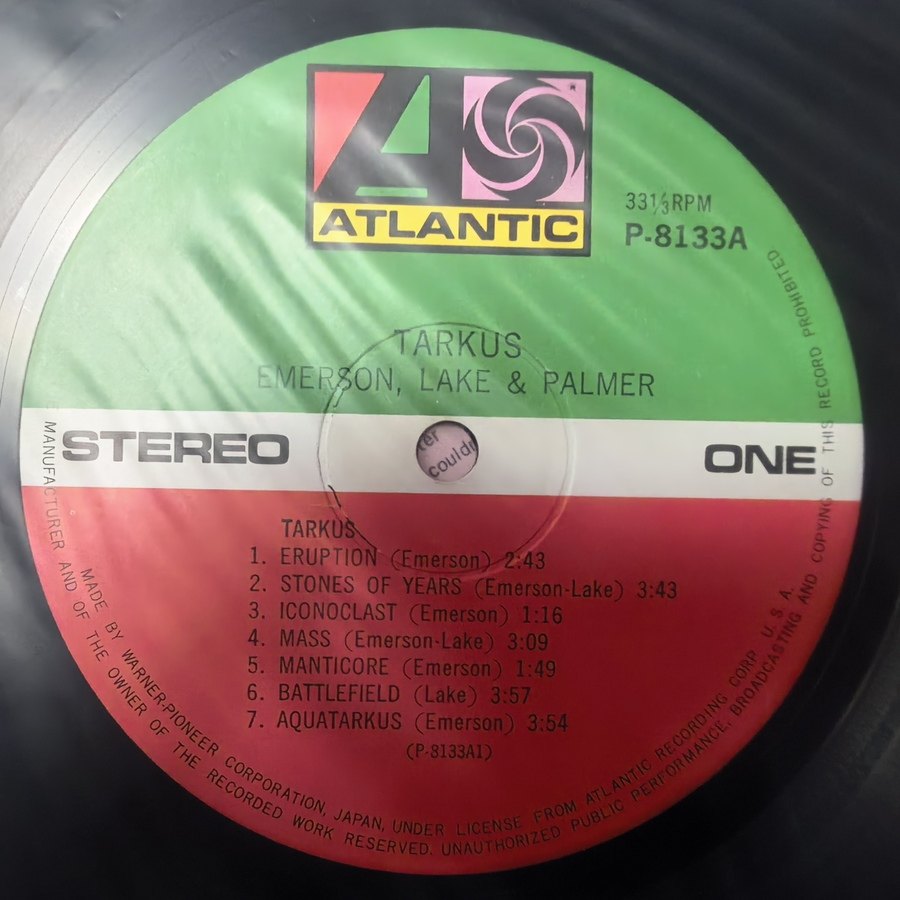 ATLANTIC
33⅓RPM
P-8133A
TARKUS
EMERSON, LAKE & PALMER
STEREO
ONE
ter
couldn
TARKUS
1. ERUPTION (Emerson) 2:43
2. STONES OF YEARS (Emerson-Lake) 3:43
3. ICONOCLAST (Emerson) 1:16
4. MASS (Emerson-Lake) 3:09
5. MANTICORE (Emerson) 1:49
6. BATTLEFIELD (Lake) 3:57
7. AQUATARKUS (Emerson) 3:54
(P-8133A1)
MADE BY WARNER-PIONEER CORPORATION, JAPAN, UNDER LICENSE FROM ATLANTIC RECORDING CORP. U.S.A.
MANUFACTURER AND OF THE OWNER OF THE RECORDED WORK RESERVED. UNAUTHORIZED PUBLIC PERFORMANCE, BROADCASTING AND COPYING OF THIS RECORD PROHIBITED